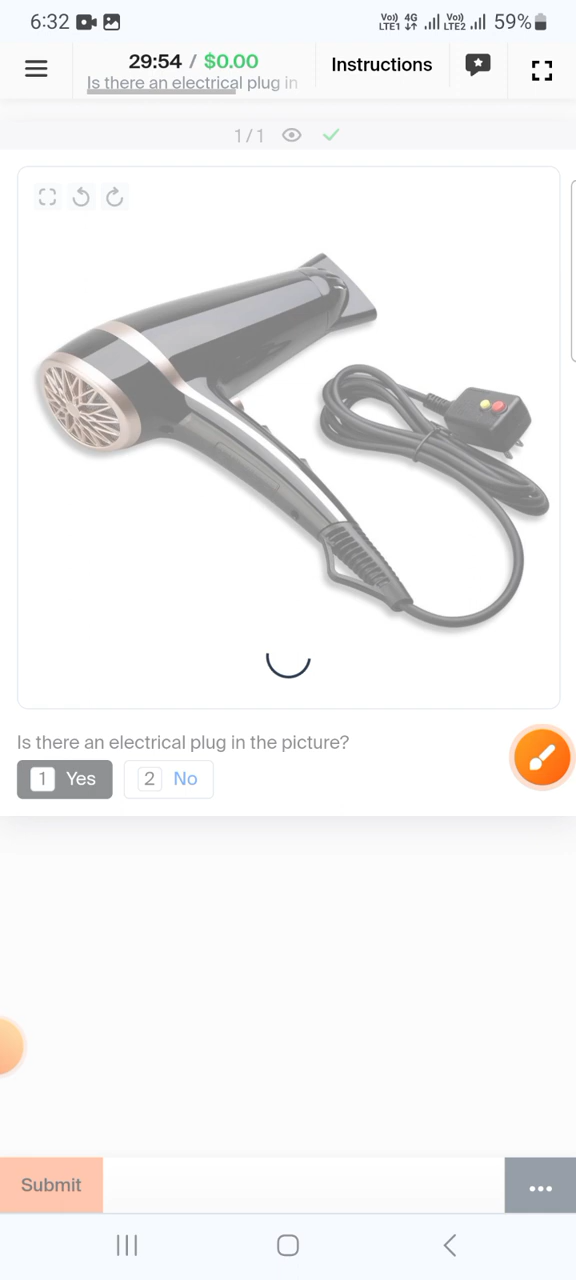 6:32 Vo)) 4G LTE1 Vo)) LTE2 59%
29:54 / $0.00
Is there an electrical plug in
Instructions
1/1
Is there an electrical plug in the picture?
1 Yes 2 No
Submit